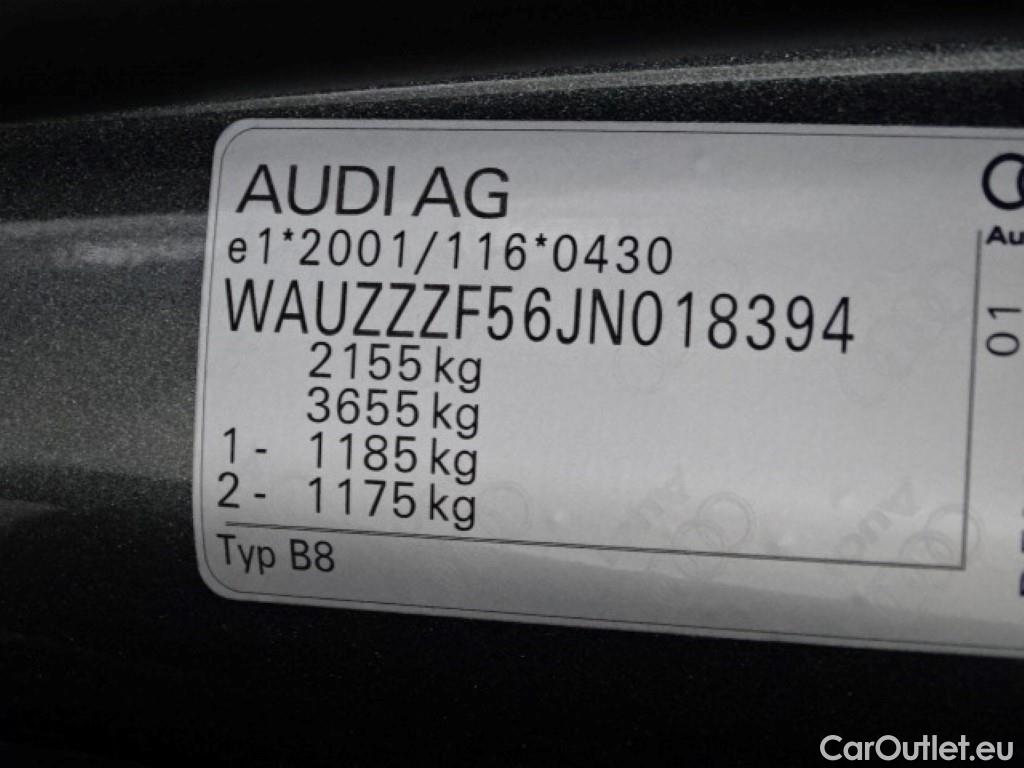 AUDI AG
e1*2001/116*0430
WAUZZZF56JN018394
2155 kg
3655 kg
1 - 1185 kg
2 - 1175 kg
Typ B8
Au
01
CarOutlet.eu